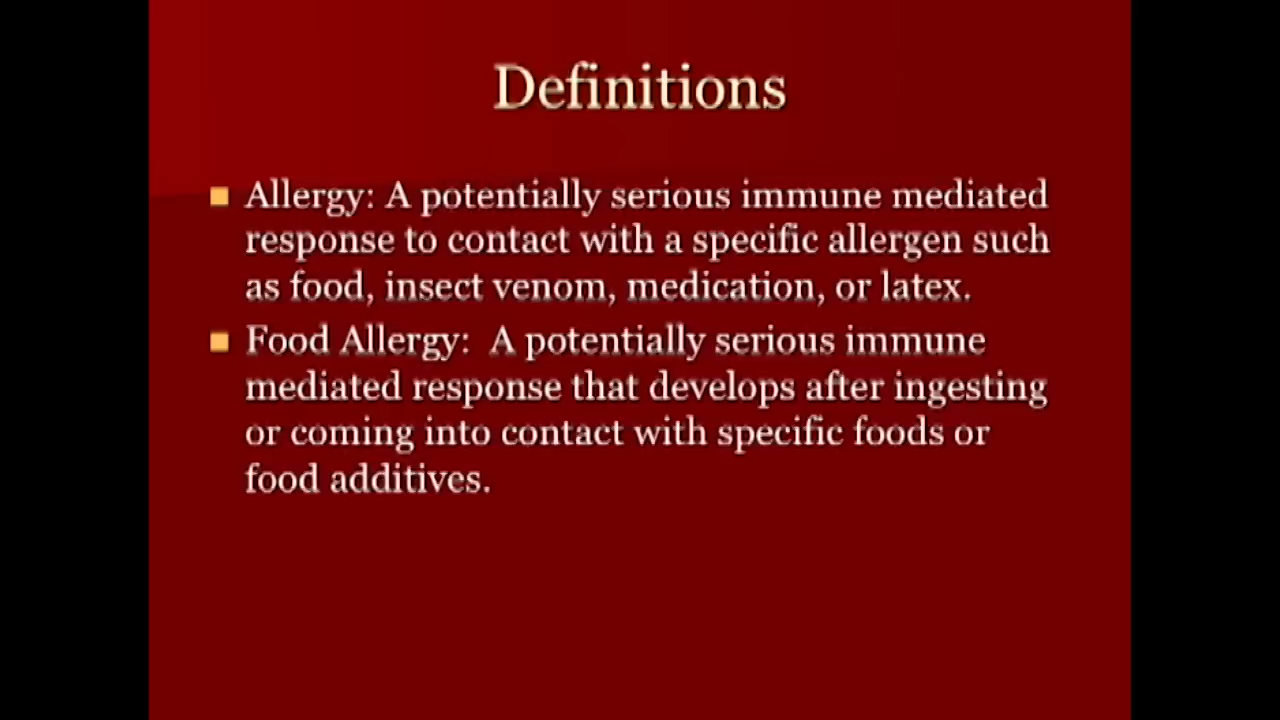 Definitions
Allergy: A potentially serious immune mediated
response to contact with a specific allergen such
as food, insect venom, medication, or latex.
Food Allergy:  A potentially serious immune
mediated response that develops after ingesting
or coming into contact with specific foods or
food additives.